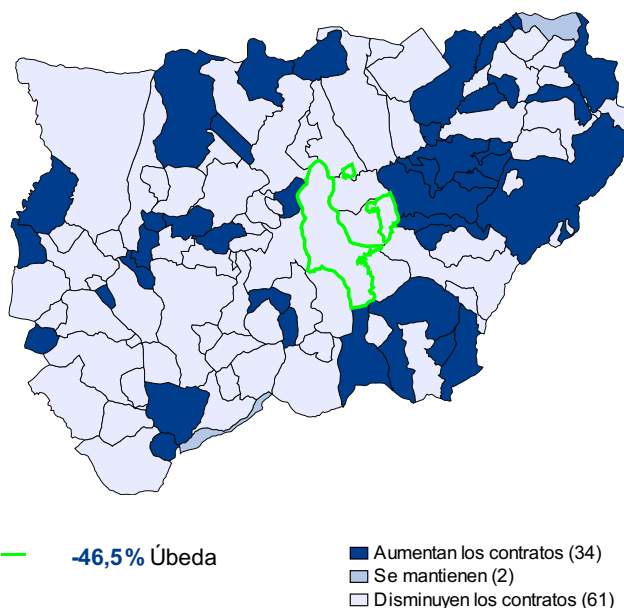 -46,5% Úbeda
Aumentan los contratos (34)
Se mantienen (2)
Disminuyen los contratos (61)